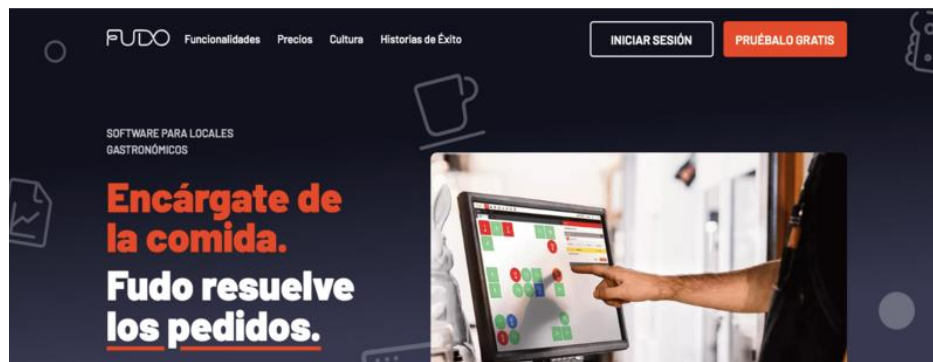 FUDO
Funcionalidades Precios Cultura Historias de Éxito
INICIAR SESIÓN
PRUÉBALO GRATIS
SOFTWARE PARA LOCALES
GASTRONÓMICOS
Encárgate de
la comida.
Fudo resuelve
los pedidos.